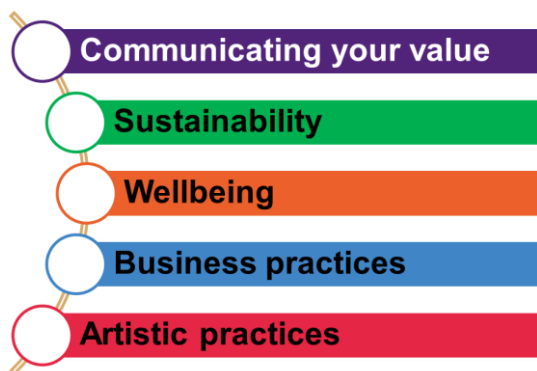 Communicating your value
Sustainability
Wellbeing
Business practices
Artistic practices